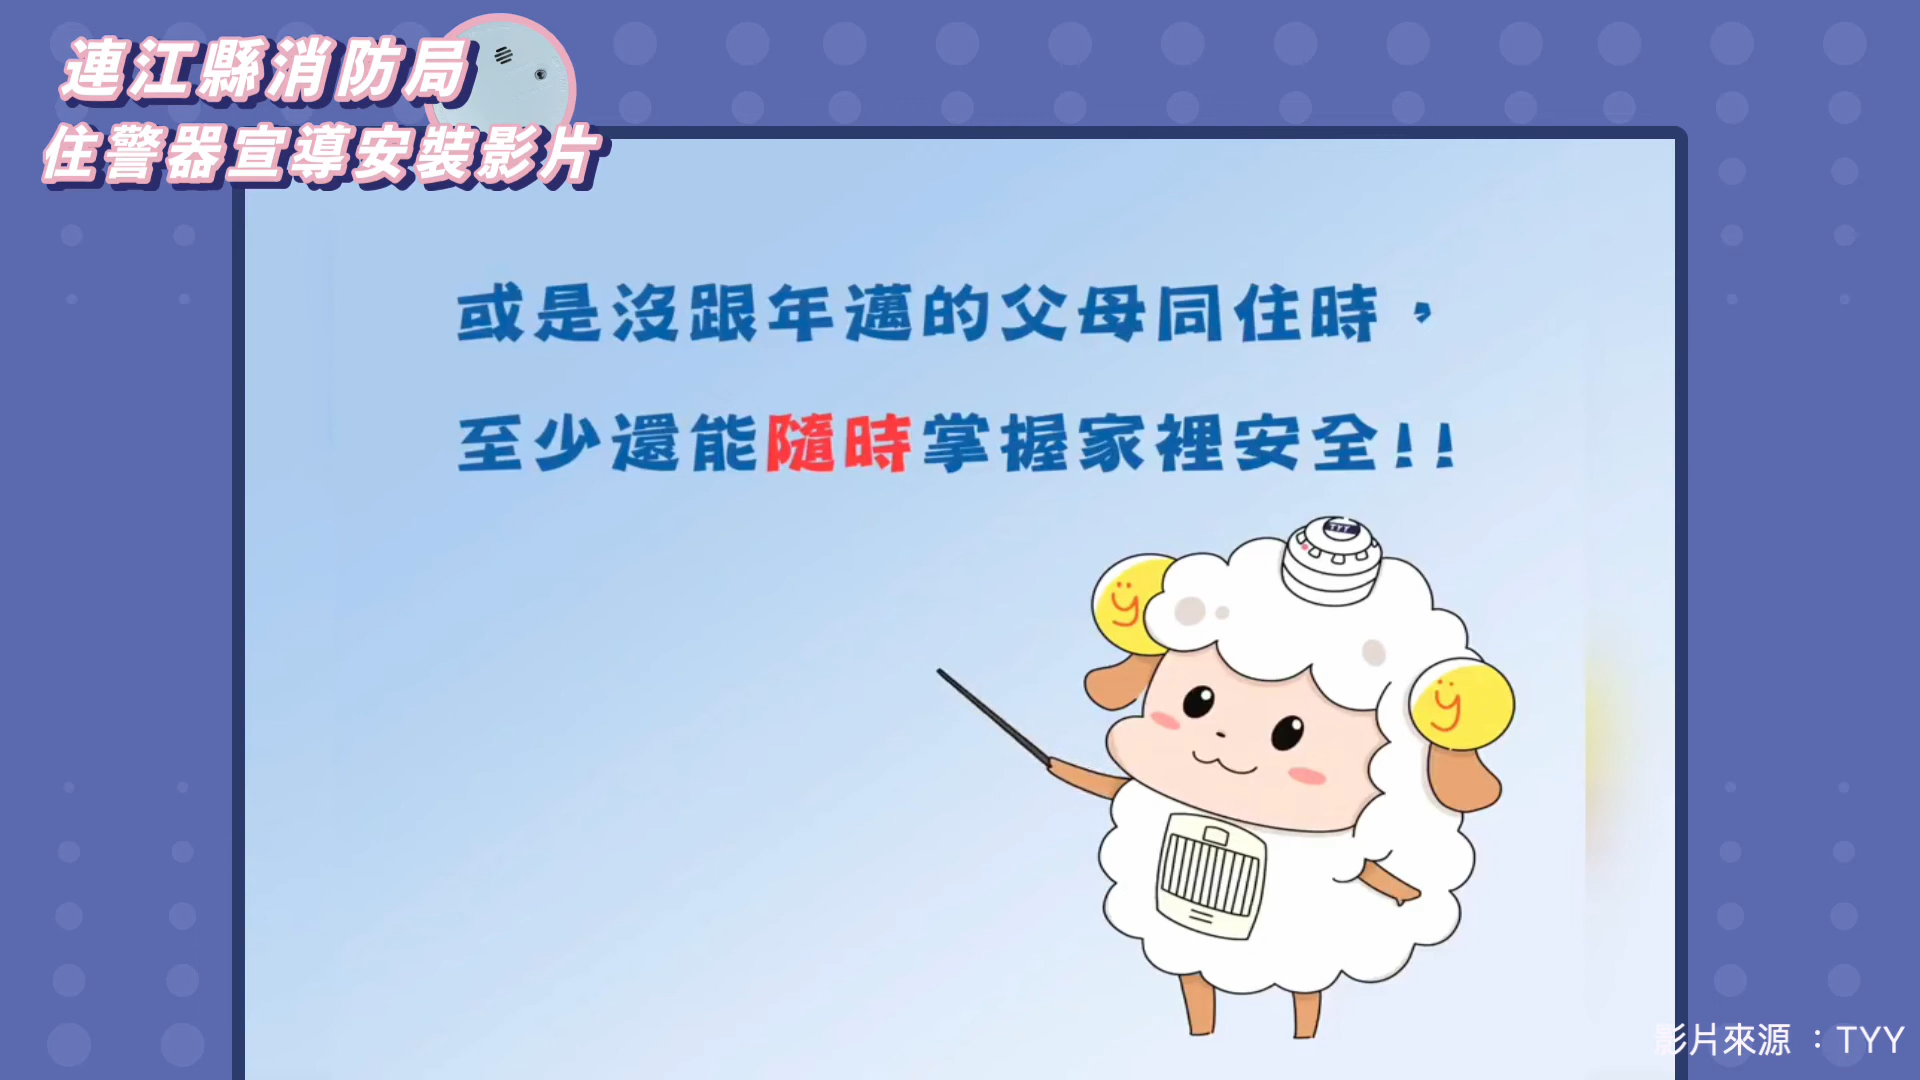 連江縣消防局
住警器宣導安裝影片
或是沒跟年邁的父母同住時，
至少還能隨時掌握家裡安全!!
TYY
y
y
影片來源：TYY